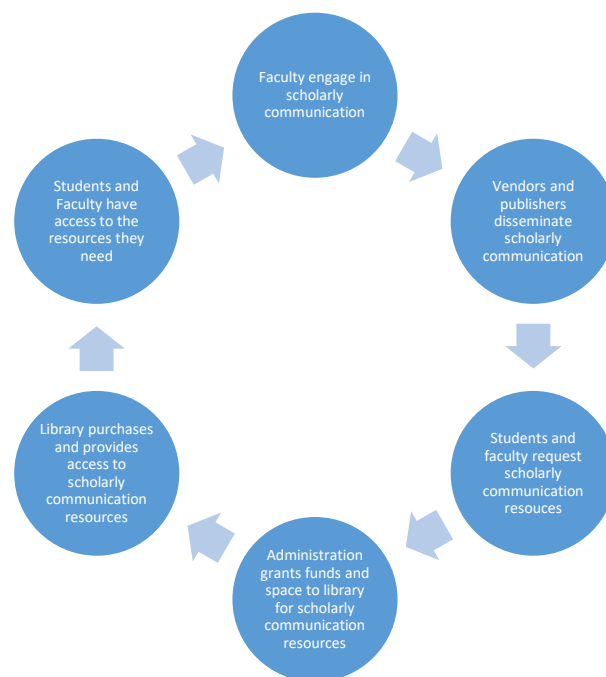 Faculty engage in
scholarly
communication
Vendors and
publishers
disseminate
scholarly
communication
Students and
faculty request
scholarly
communication
resouces
Administration
grants funds and
space to library
for scholarly
communication
resources
Library purchases
and provides
access to
scholarly
communication
resources
Students and
Faculty have
access to the
resources they
need